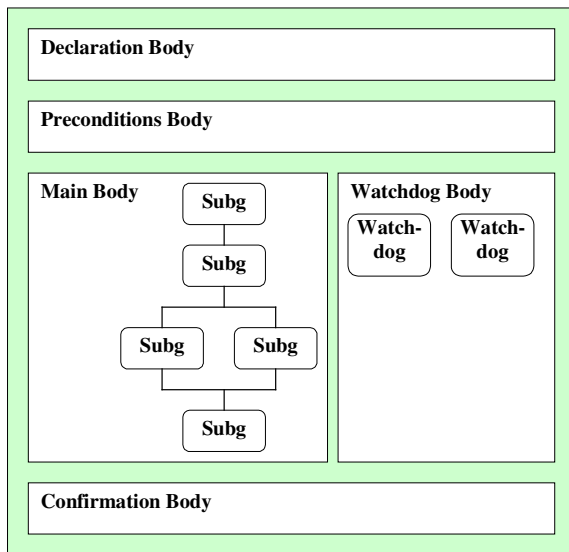 Declaration Body
Preconditions Body
Main Body
Subg
Subg
Subg
Subg
Subg
Watchdog Body
Watch-
dog
Watch-
dog
Confirmation Body